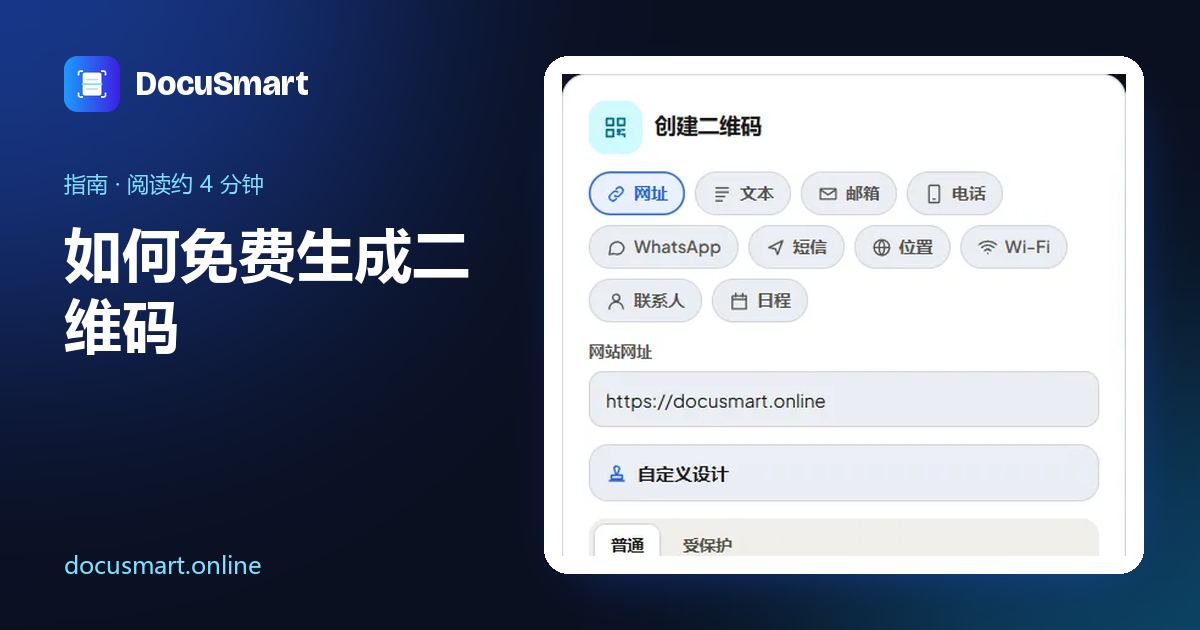 DocuSmart
指南 · 阅读约 4 分钟
如何免费生成二
维码
docusmart.online
创建二维码
网址 文本 邮箱 电话
WhatsApp 短信 位置 Wi-Fi
联系人 日程
网站网址
https://docusmart.online
自定义设计
普通 受保护